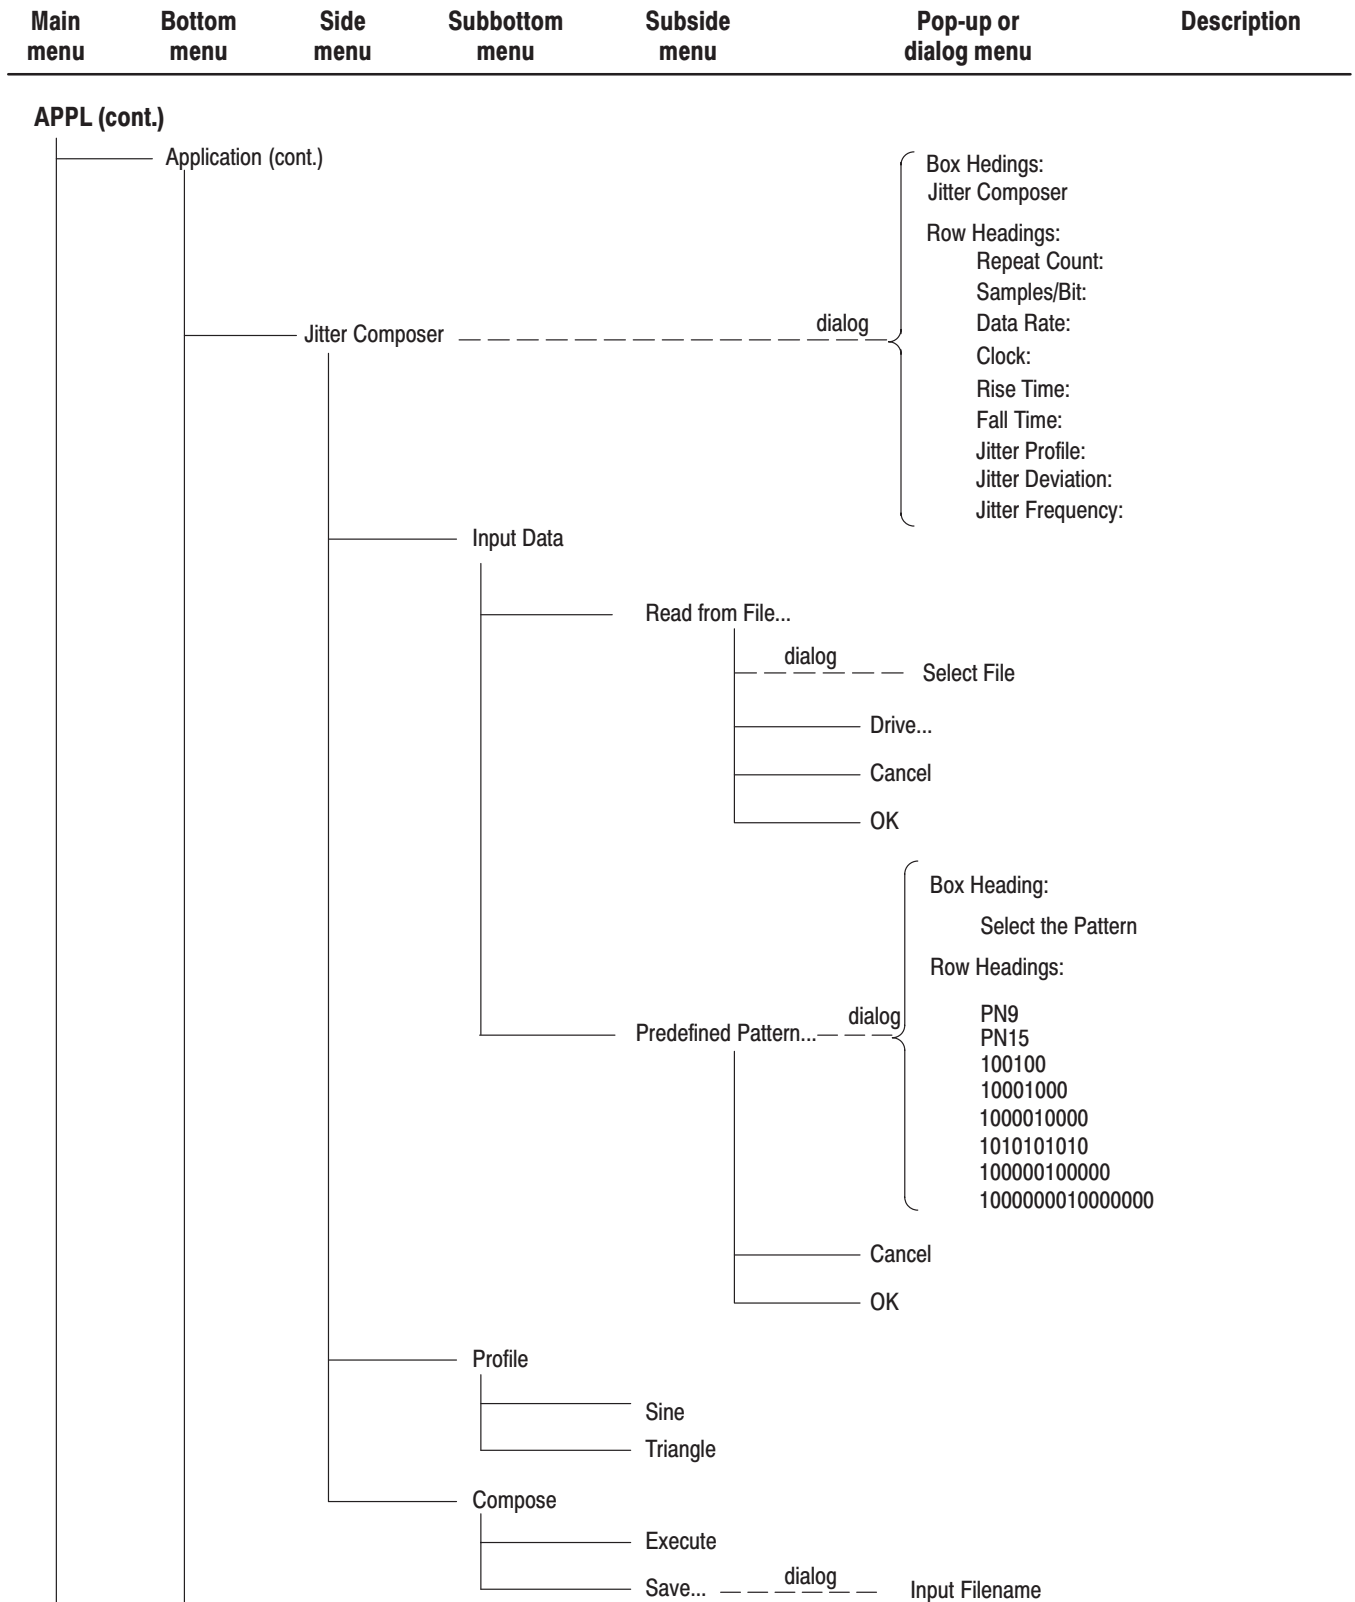 Main menu
Bottom menu
Side menu
Subbottom menu
Subside menu
Pop-up or dialog menu
Description
APPL (cont.)
Application (cont.)
Box Hedings:
Jitter Composer
Row Headings:
Repeat Count:
Samples/Bit:
Jitter Composer
dialog
Data Rate:
Clock:
Rise Time:
Fall Time:
Jitter Profile:
Jitter Deviation:
Jitter Frequency:
Input Data
Read from File...
dialog
Select File
Drive...
Cancel
OK
Box Heading:
Select the Pattern
Row Headings:
Predefined Pattern...
dialog
PN9
PN15
100100
10001000
1000010000
1010101010
100000100000
1000000010000000
Cancel
OK
Profile
Sine
Triangle
Compose
Execute
Save...
dialog
Input Filename